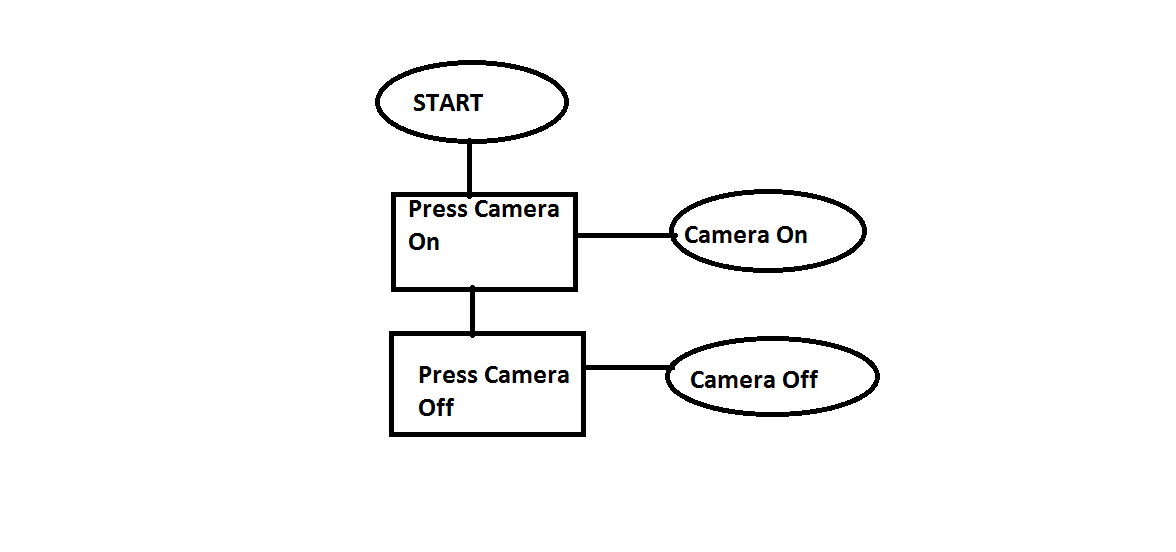 START
Press Camera
On
Camera On
Press Camera
Off
Camera Off